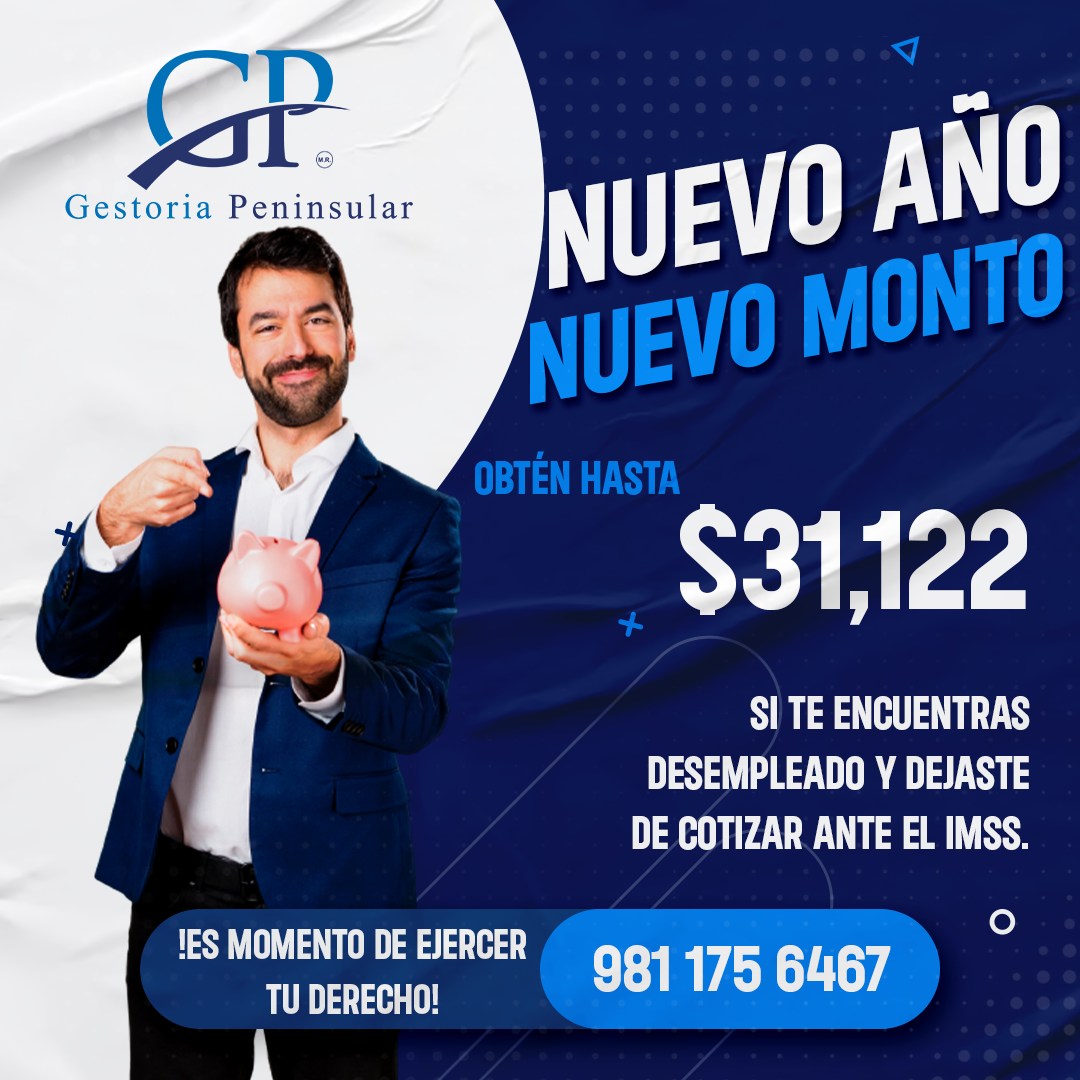 GP
M.R.
Gestoria Peninsular
NUEVO AÑO
NUEVO MONTO
OBTÉN HASTA
$31,122
SI TE ENCUENTRAS
DESEMPLEADO Y DEJASTE
DE COTIZAR ANTE EL IMSS.
!ES MOMENTO DE EJERCER
TU DERECHO!
981 175 6467